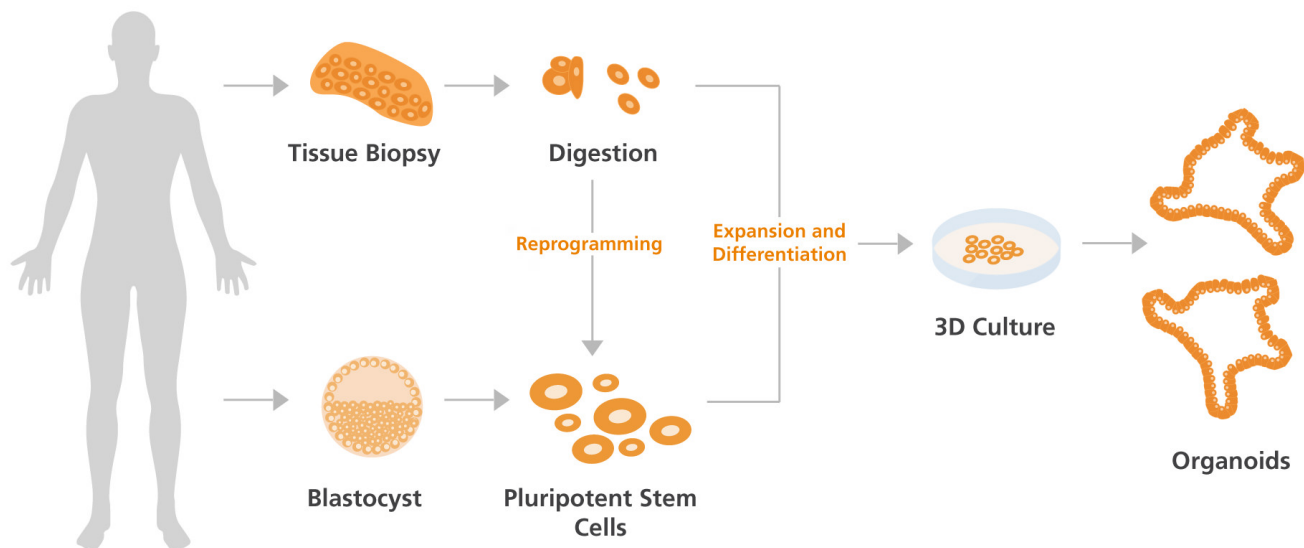 Tissue Biopsy
Digestion
Reprogramming
Expansion and
Differentiation
3D Culture
Blastocyst
Pluripotent Stem
Cells
Organoids